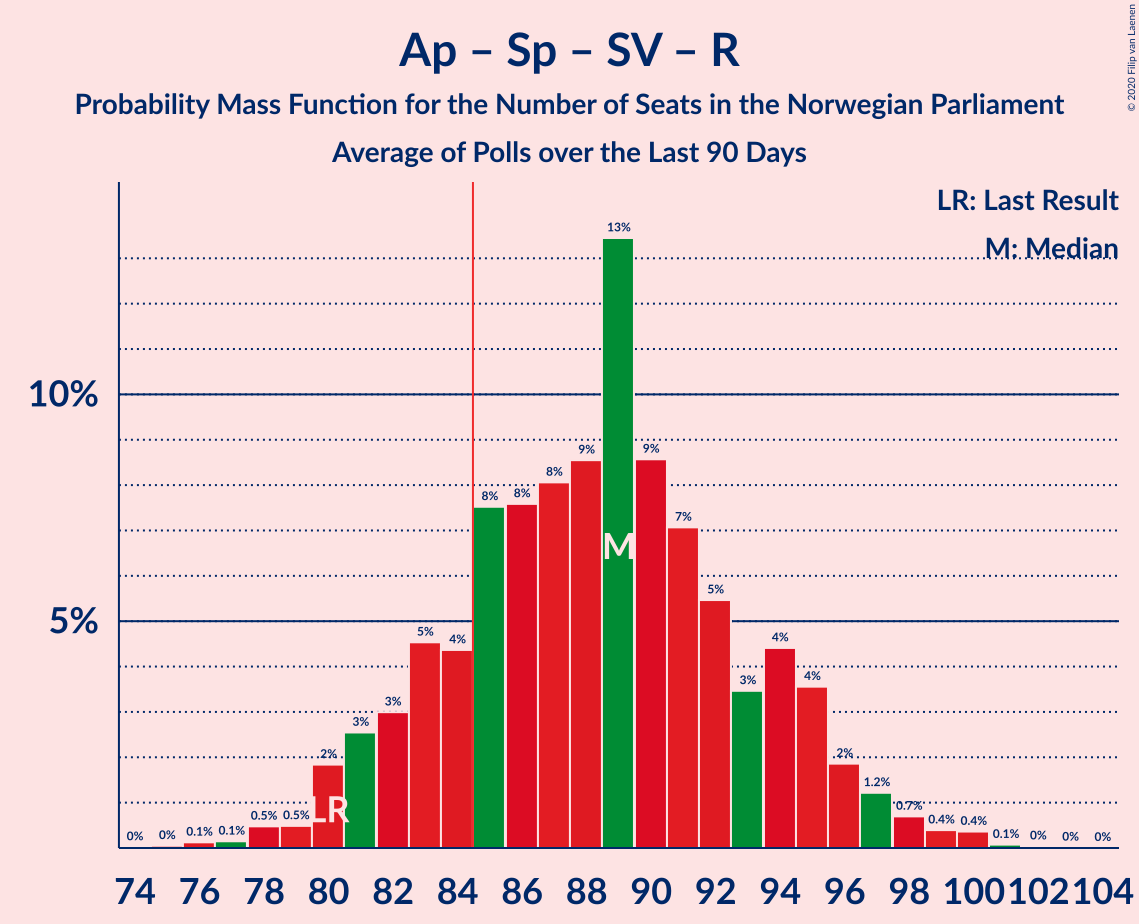 Ap – Sp – SV – R
Probability Mass Function for the Number of Seats in the Norwegian Parliament
Average of Polls over the Last 90 Days
© 2020 Filip van Laenen
LR: Last Result
M: Median
10%
5%
0% 0% 0.1% 0.1% 0.5% 0.5% 2% 3% 3% 5% 4% 8% 8% 8% 9% 13% 9% 7% 5% 3% 4% 4% 2% 1.2% 0.7% 0.4% 0.4% 0.1% 0% 0% 0%
M
LR
74 76 78 80 82 84 86 88 90 92 94 96 98 100 102 104